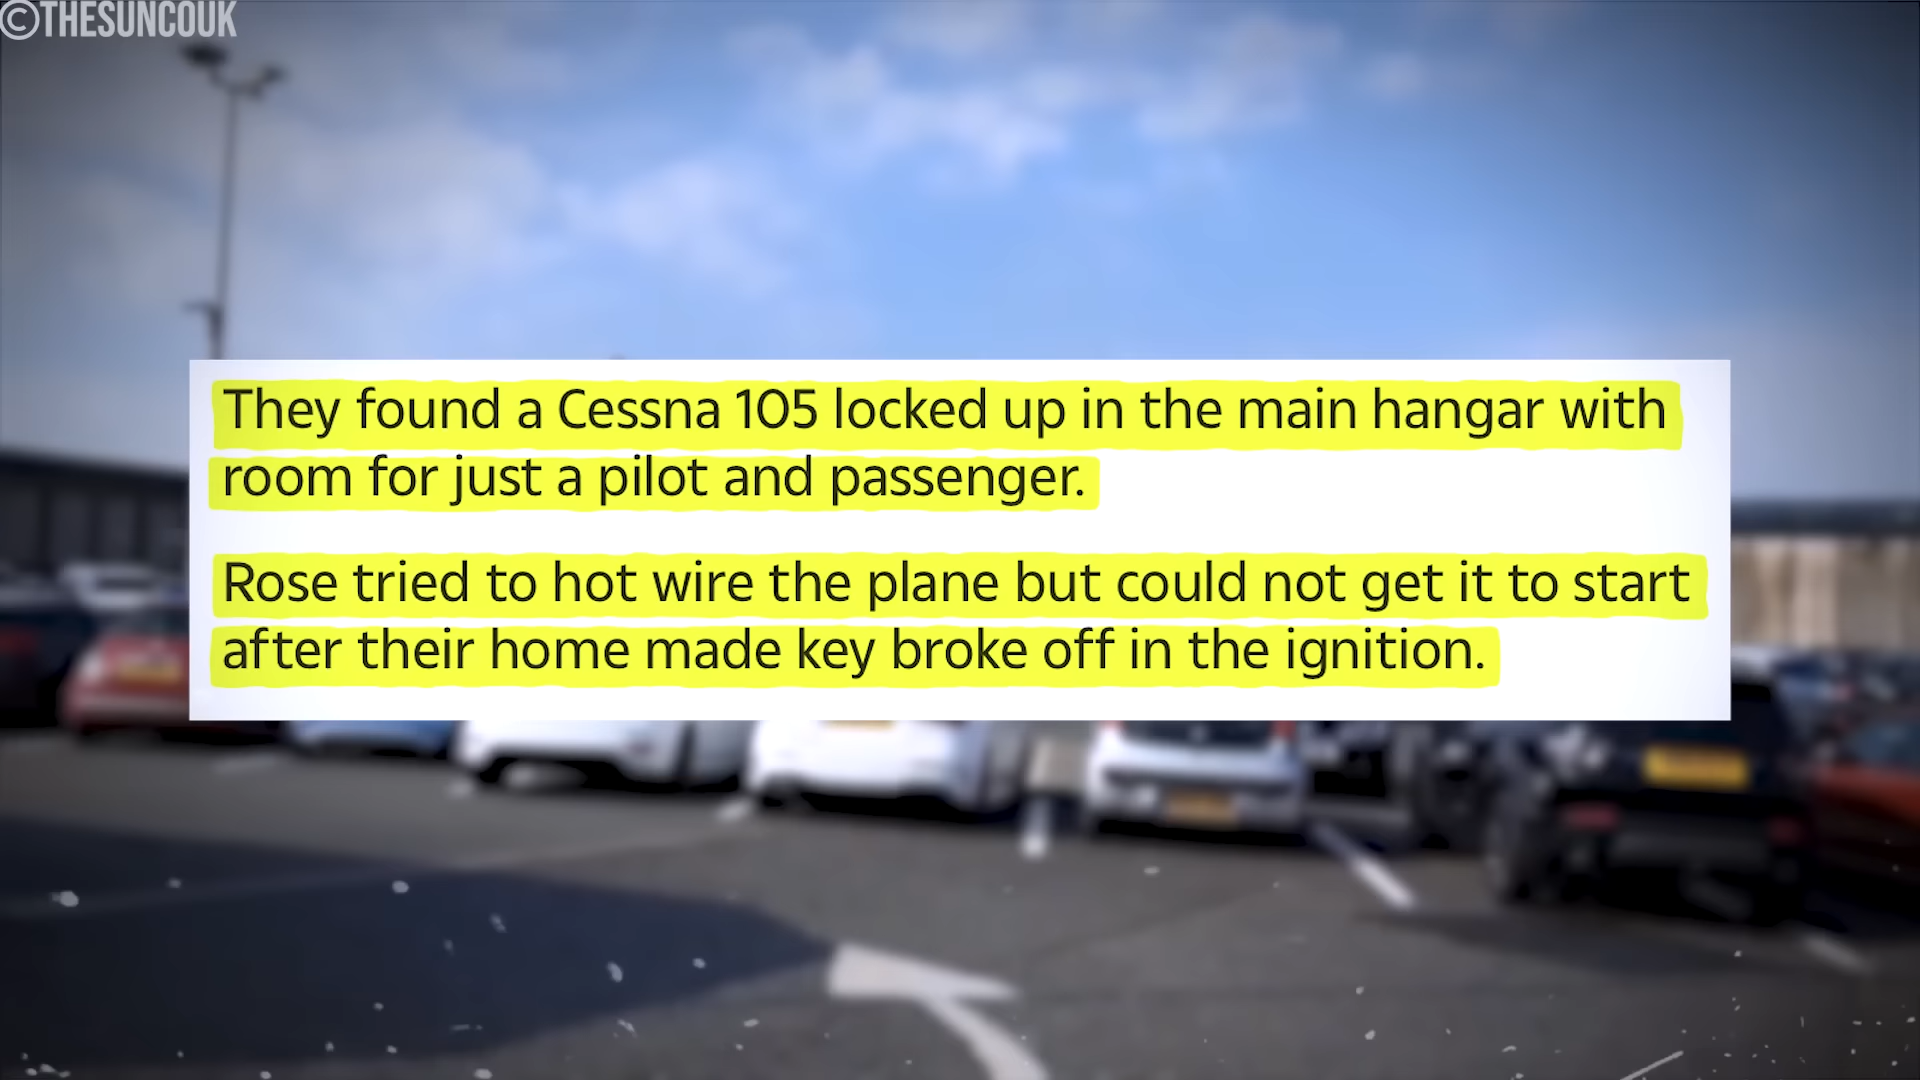 ©THESUNCOUK
They found a Cessna 105 locked up in the main hangar with
room for just a pilot and passenger.
Rose tried to hot wire the plane but could not get it to start
after their home made key broke off in the ignition.